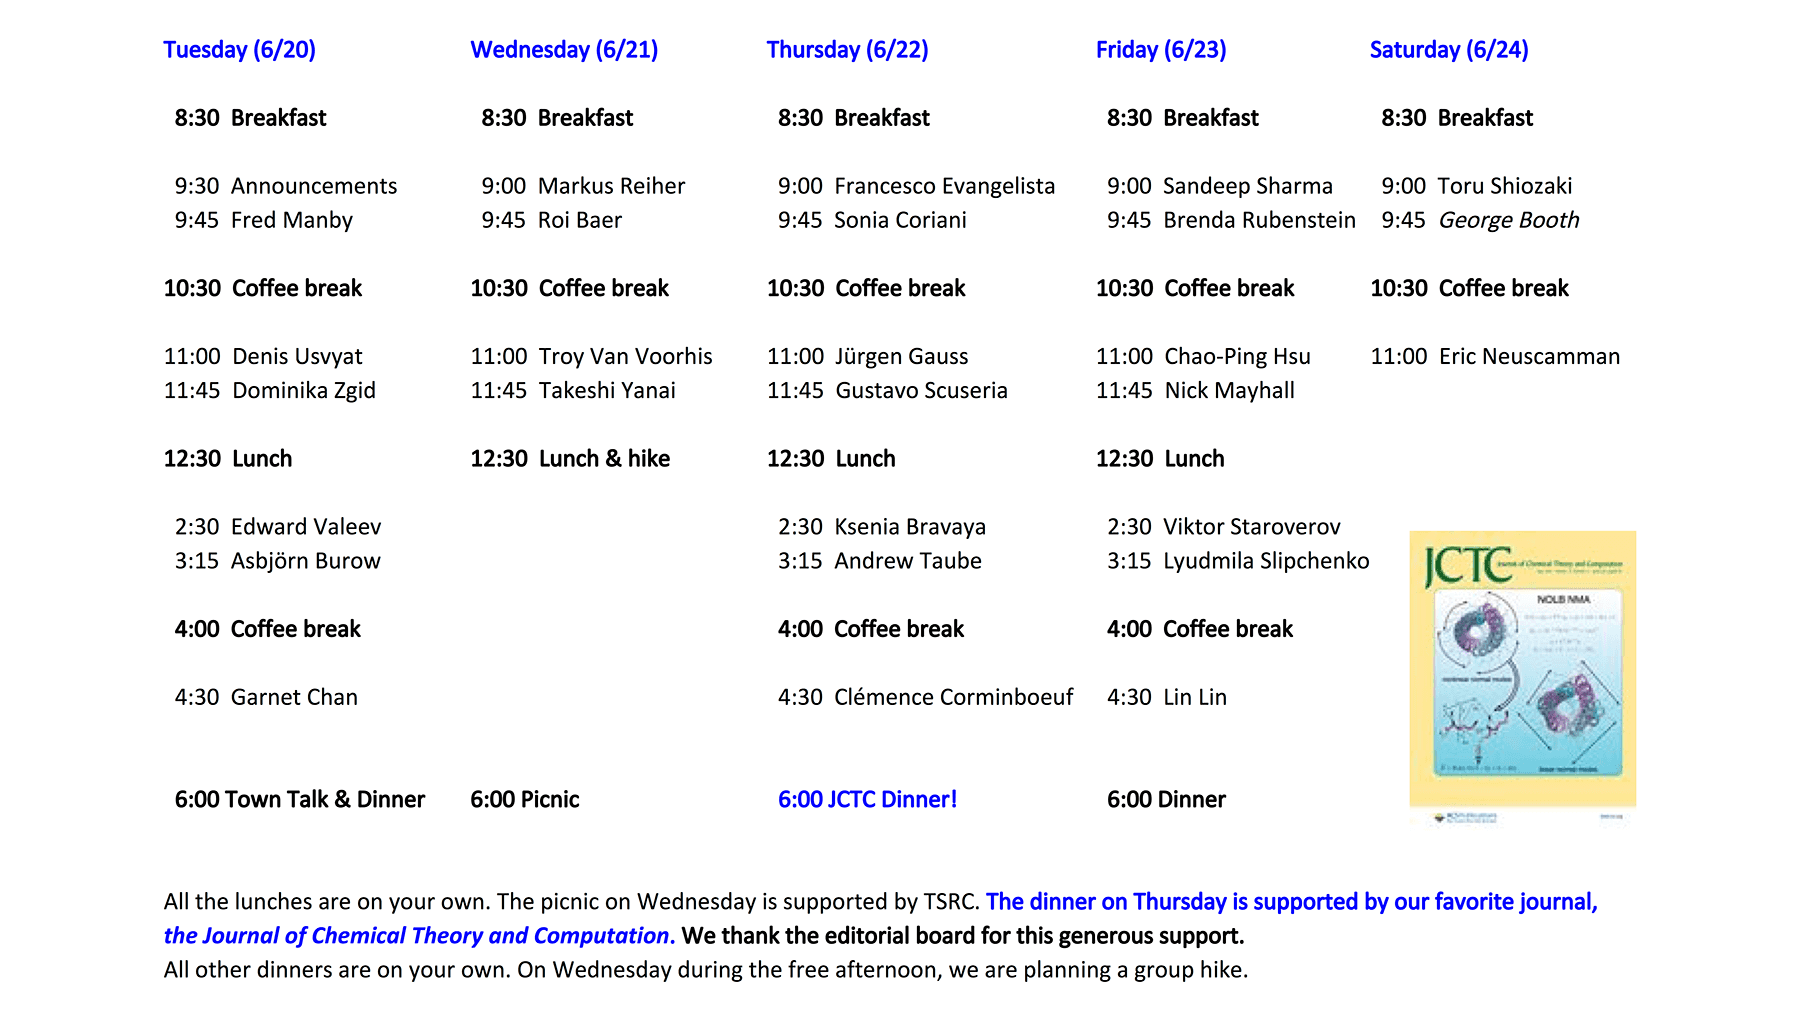 Tuesday (6/20) Wednesday (6/21) Thursday (6/22) Friday (6/23) Saturday (6/24)
8:30 Breakfast 8:30 Breakfast 8:30 Breakfast 8:30 Breakfast 8:30 Breakfast
9:30 Announcements 9:00 Markus Reiher 9:00 Francesco Evangelista 9:00 Sandeep Sharma 9:00 Toru Shiozaki
9:45 Fred Manby 9:45 Roi Baer 9:45 Sonia Coriani 9:45 Brenda Rubenstein 9:45 George Booth
10:30 Coffee break 10:30 Coffee break 10:30 Coffee break 10:30 Coffee break 10:30 Coffee break
11:00 Denis Usvyat 11:00 Troy Van Voorhis 11:00 Jürgen Gauss 11:00 Chao-Ping Hsu 11:00 Eric Neuscamman
11:45 Dominika Zgid 11:45 Takeshi Yanai 11:45 Gustavo Scuseria 11:45 Nick Mayhall
12:30 Lunch 12:30 Lunch & hike 12:30 Lunch 12:30 Lunch
2:30 Edward Valeev 2:30 Ksenia Bravaya 2:30 Viktor Staroverov
3:15 Asbjörn Burow 3:15 Andrew Taube 3:15 Lyudmila Slipchenko
JCTC Journal of Chemical Theory and Computation
NOLB NMA
4:00 Coffee break 4:00 Coffee break 4:00 Coffee break
nonlinear normal modes
4:30 Garnet Chan 4:30 Clémence Corminboeuf 4:30 Lin Lin
linear normal modes
6:00 Town Talk & Dinner 6:00 Picnic 6:00 JCTC Dinner! 6:00 Dinner
All the lunches are on your own. The picnic on Wednesday is supported by TSRC. The dinner on Thursday is supported by our favorite journal,
the Journal of Chemical Theory and Computation. We thank the editorial board for this generous support.
All other dinners are on your own. On Wednesday during the free afternoon, we are planning a group hike.